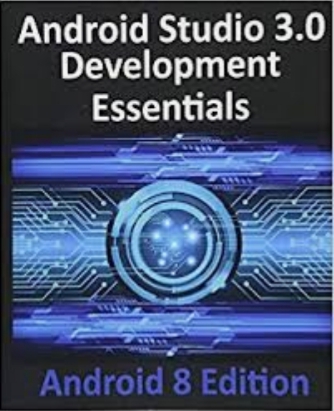 Android Studio 3.0
Development
Essentials
Android 8 Edition